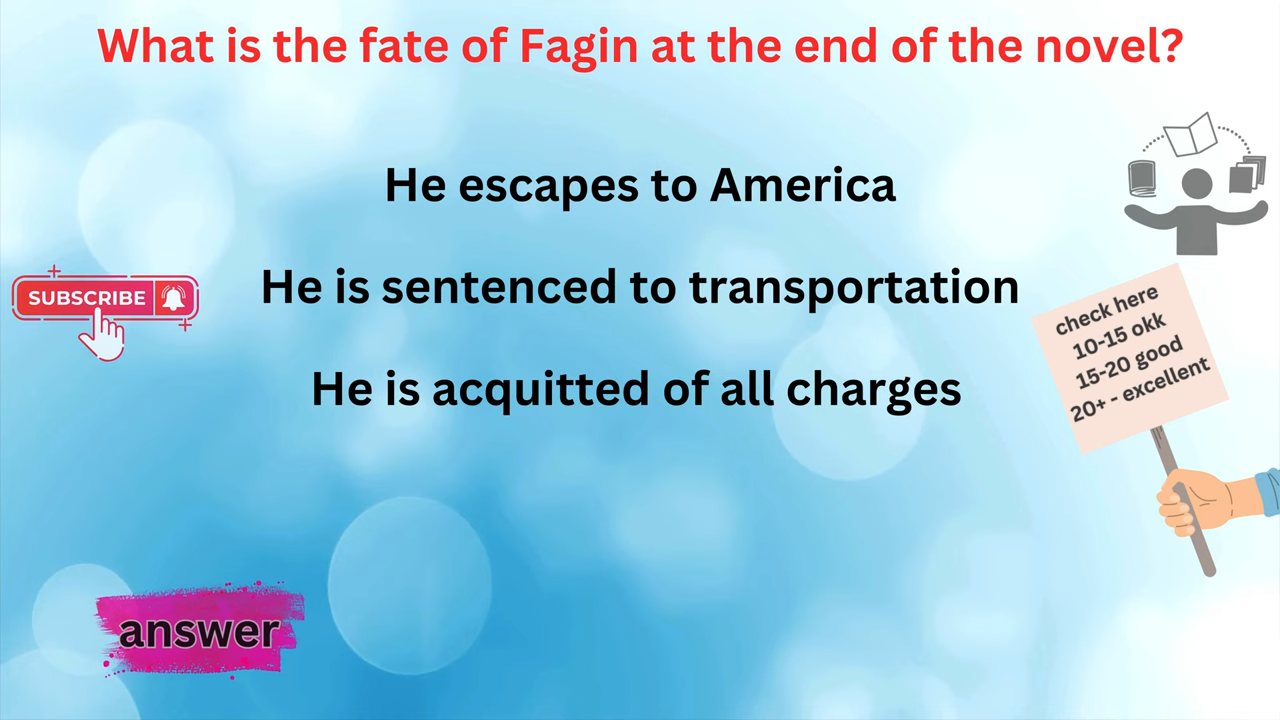 What is the fate of Fagin at the end of the novel?
He escapes to America
He is sentenced to transportation
He is acquitted of all charges
SUBSCRIBE
check here
10-15 okk
15-20 good
20+ - excellent
answer